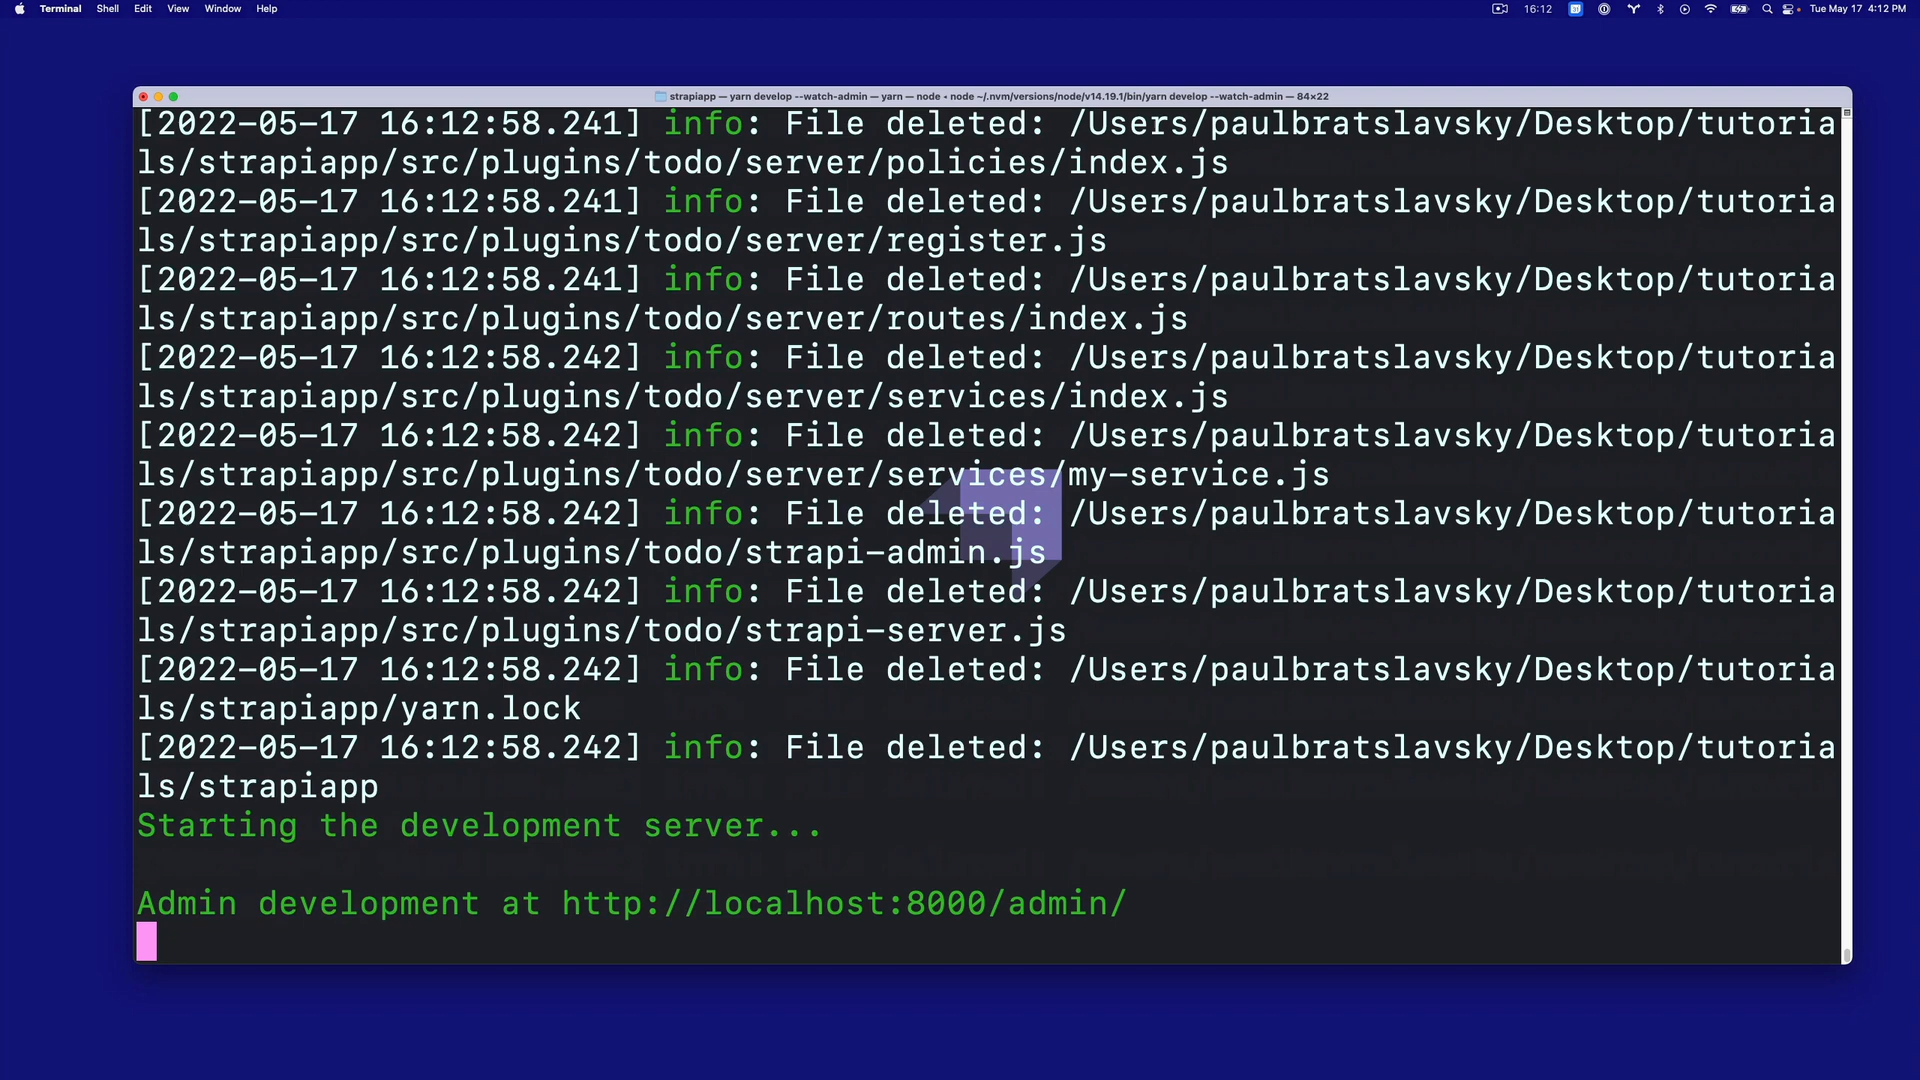 Terminal Shell Edit View Window Help 16:12 Tue May 17 4:12 PM
strapiapp — yarn develop --watch-admin — yarn — node • node ~/.nvm/versions/node/v14.19.1/bin/yarn develop --watch-admin — 84×22
[2022-05-17 16:12:58.241] info: File deleted: /Users/paulbratslavsky/Desktop/tutoria
ls/strapiapp/src/plugins/todo/server/policies/index.js
[2022-05-17 16:12:58.241] info: File deleted: /Users/paulbratslavsky/Desktop/tutoria
ls/strapiapp/src/plugins/todo/server/register.js
[2022-05-17 16:12:58.241] info: File deleted: /Users/paulbratslavsky/Desktop/tutoria
ls/strapiapp/src/plugins/todo/server/routes/index.js
[2022-05-17 16:12:58.242] info: File deleted: /Users/paulbratslavsky/Desktop/tutoria
ls/strapiapp/src/plugins/todo/server/services/index.js
[2022-05-17 16:12:58.242] info: File deleted: /Users/paulbratslavsky/Desktop/tutoria
ls/strapiapp/src/plugins/todo/server/services/my-service.js
[2022-05-17 16:12:58.242] info: File deleted: /Users/paulbratslavsky/Desktop/tutoria
ls/strapiapp/src/plugins/todo/strapi-admin.js
[2022-05-17 16:12:58.242] info: File deleted: /Users/paulbratslavsky/Desktop/tutoria
ls/strapiapp/src/plugins/todo/strapi-server.js
[2022-05-17 16:12:58.242] info: File deleted: /Users/paulbratslavsky/Desktop/tutoria
ls/strapiapp/yarn.lock
[2022-05-17 16:12:58.242] info: File deleted: /Users/paulbratslavsky/Desktop/tutoria
ls/strapiapp
Starting the development server...
Admin development at http://localhost:8000/admin/